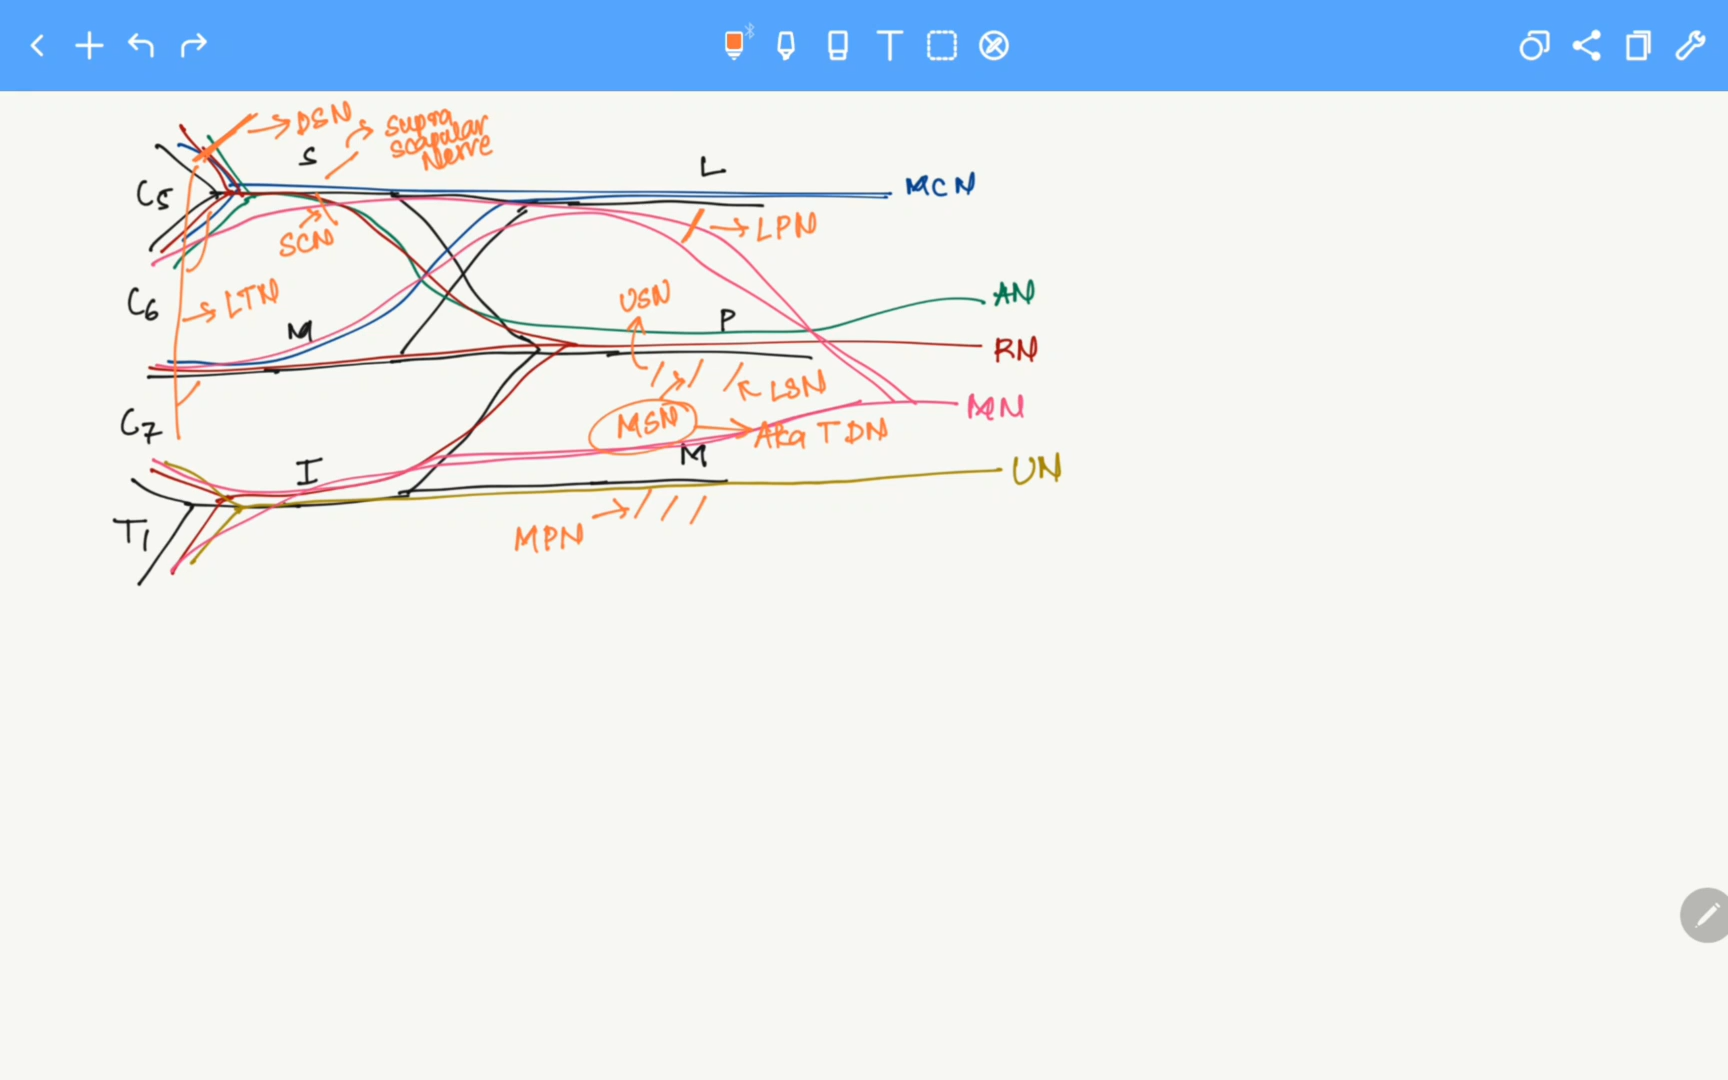 DSN
Supra
scapular
Nerve
S
L
C5
MCN
SCN
LPN
C6
LTN
M
USN
P
AN
RN
LSN
MN
C7
MSN
Aka TDN
M
I
UN
T1
MPN
T